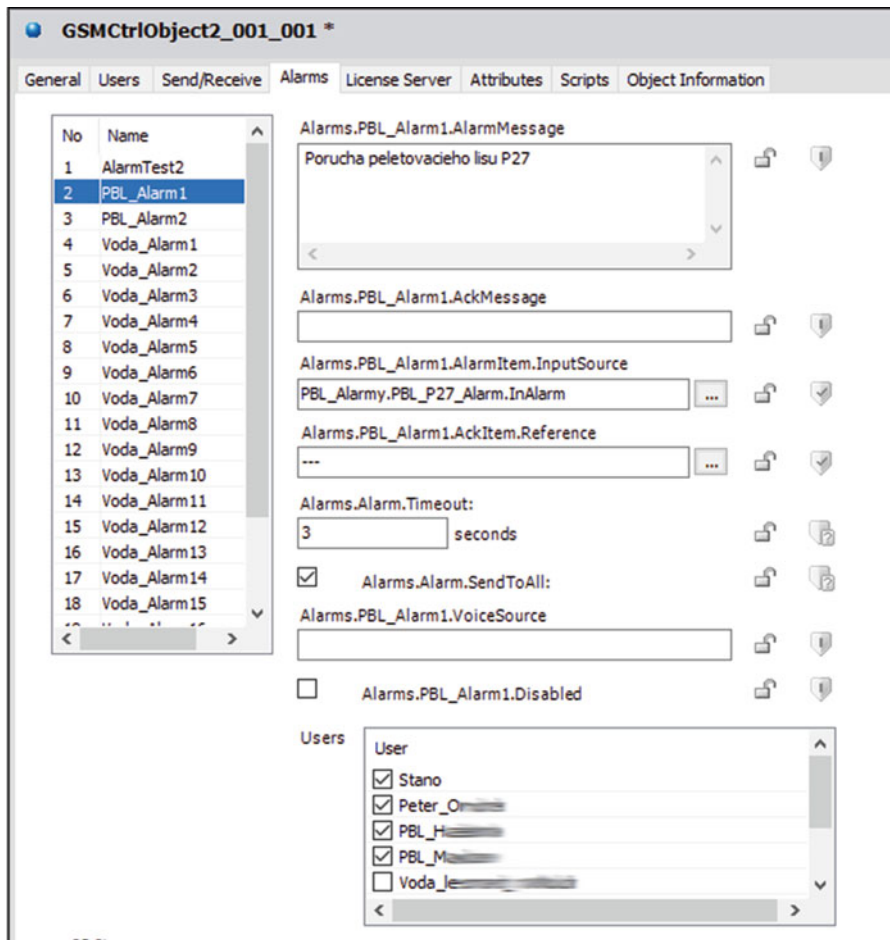 GSMCtrlObject2_001_001 *
General Users Send/Receive Alarms License Server Attributes Scripts Object Information
No Name
1 AlarmTest2
2 PBL_Alarm1
3 PBL_Alarm2
4 Voda_Alarm1
5 Voda_Alarm2
6 Voda_Alarm3
7 Voda_Alarm4
8 Voda_Alarm5
9 Voda_Alarm6
10 Voda_Alarm7
11 Voda_Alarm8
12 Voda_Alarm9
13 Voda_Alarm10
14 Voda_Alarm11
15 Voda_Alarm12
16 Voda_Alarm13
17 Voda_Alarm14
18 Voda_Alarm15
Alarms.PBL_Alarm1.AlarmMessage
Porucha peletovacieho lisu P27
Alarms.PBL_Alarm1.AckMessage
Alarms.PBL_Alarm1.AlarmItem.InputSource
PBL_Alarmy.PBL_P27_Alarm.InAlarm ...
Alarms.PBL_Alarm1.AckItem.Reference
--- ...
Alarms.Alarm.Timeout:
3 seconds
Alarms.Alarm.SendToAll:
Alarms.PBL_Alarm1.VoiceSource
Alarms.PBL_Alarm1.Disabled
Users
User
Stano